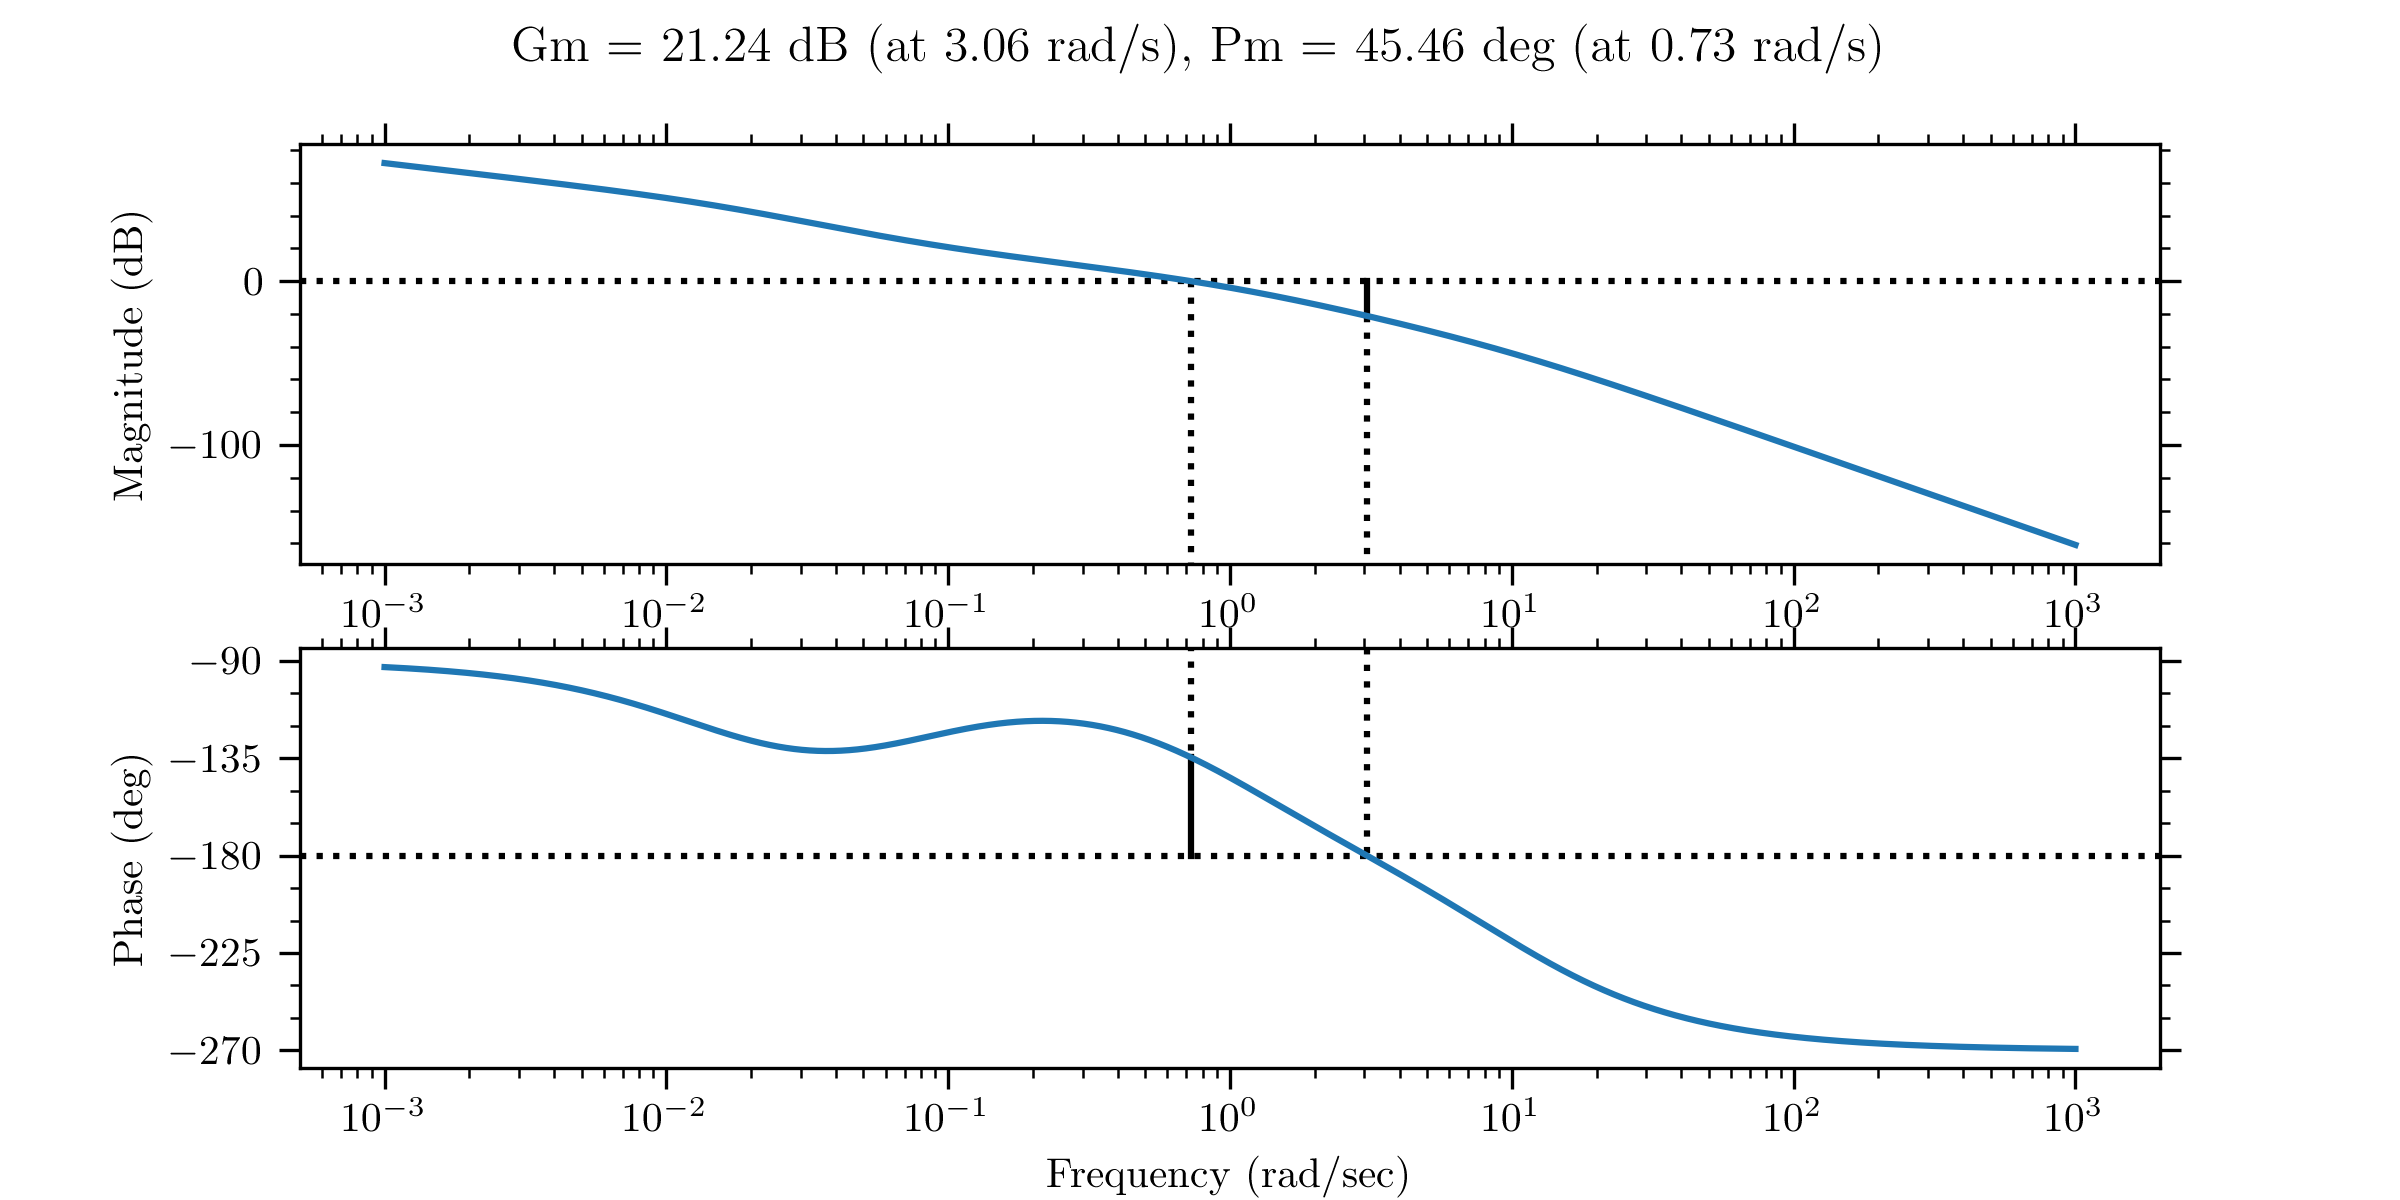 Gm = 21.24 dB (at 3.06 rad/s), Pm = 45.46 deg (at 0.73 rad/s)
Magnitude (dB)
0
−100
10⁻³ 10⁻² 10⁻¹ 10⁰ 10¹ 10² 10³
Phase (deg)
−90
−135
−180
−225
−270
10⁻³ 10⁻² 10⁻¹ 10⁰ 10¹ 10² 10³
Frequency (rad/sec)